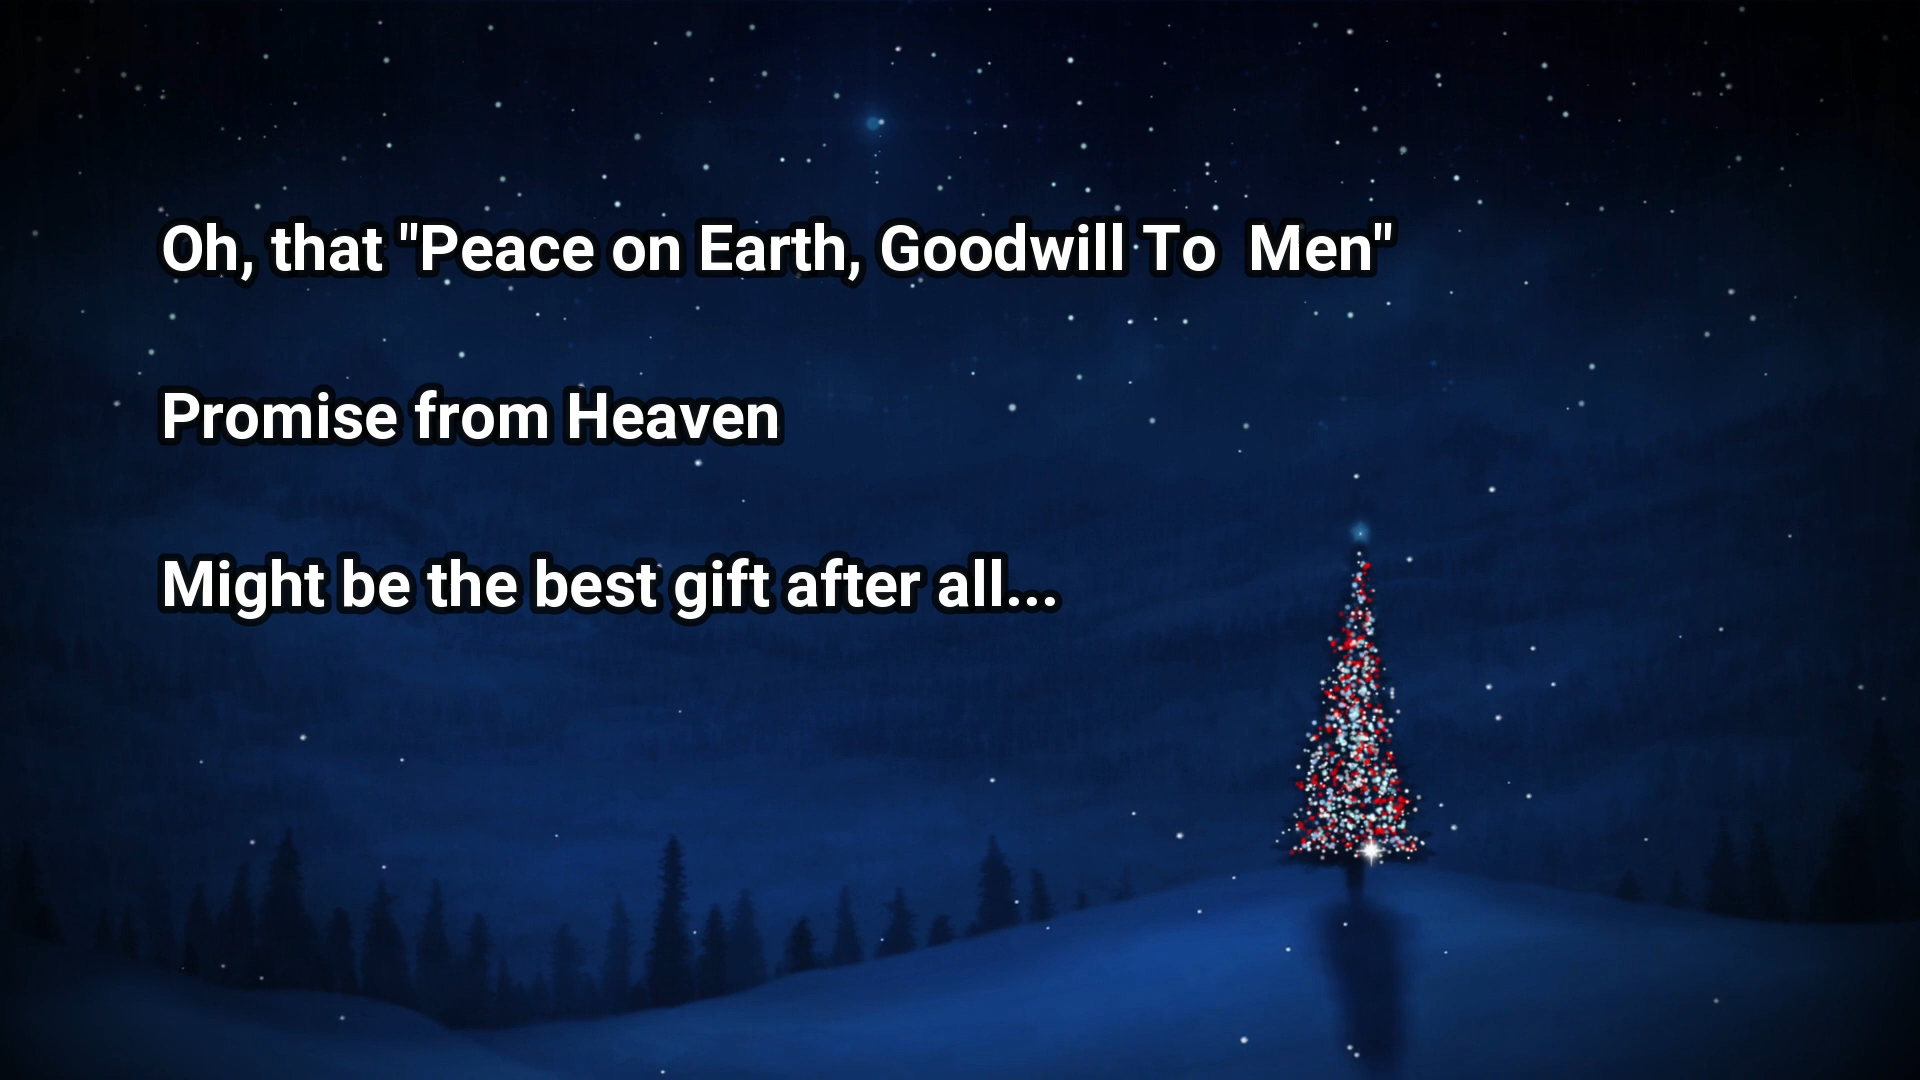 Oh, that "Peace on Earth, Goodwill To  Men"
Promise from Heaven
Might be the best gift after all...